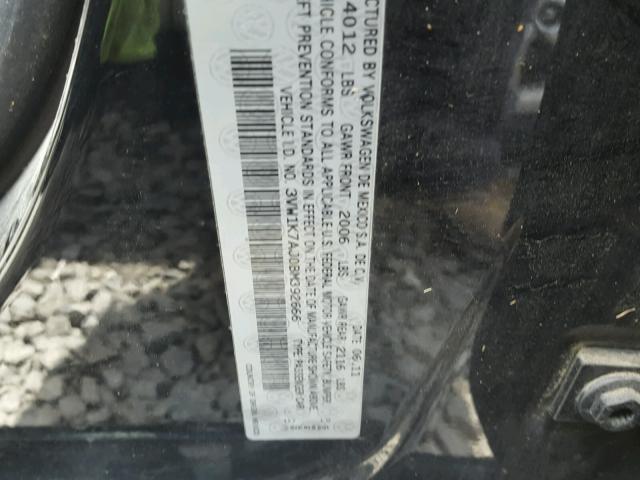 CTURED BY VOLKSWAGEN DE MEXICO S.A. DE C.V. DATE: 06.11
4012 LBS GAWR FRONT 2006 LBS GAWR REAR 2116 LBS
HICLE CONFORMS TO ALL APPLICABLE U.S. FEDERAL MOTOR VEHICLE SAFETY, BUMPER
EFT PREVENTION STANDARDS IN EFFECT ON THE DATE OF MANUFACTURE SHOWN ABOVE.
VEHICLE I.D. NO. 3VW1K7AJ0BM392666 TYPE: PASSENGER CAR